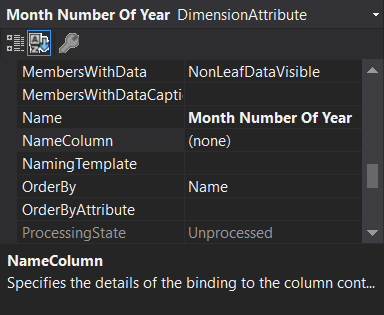 Month Number Of Year DimensionAttribute
MembersWithData NonLeafDataVisible
MembersWithDataCaptio
Name Month Number Of Year
NameColumn (none)
NamingTemplate
OrderBy Name
OrderByAttribute
ProcessingState Unprocessed
NameColumn
Specifies the details of the binding to the column cont...